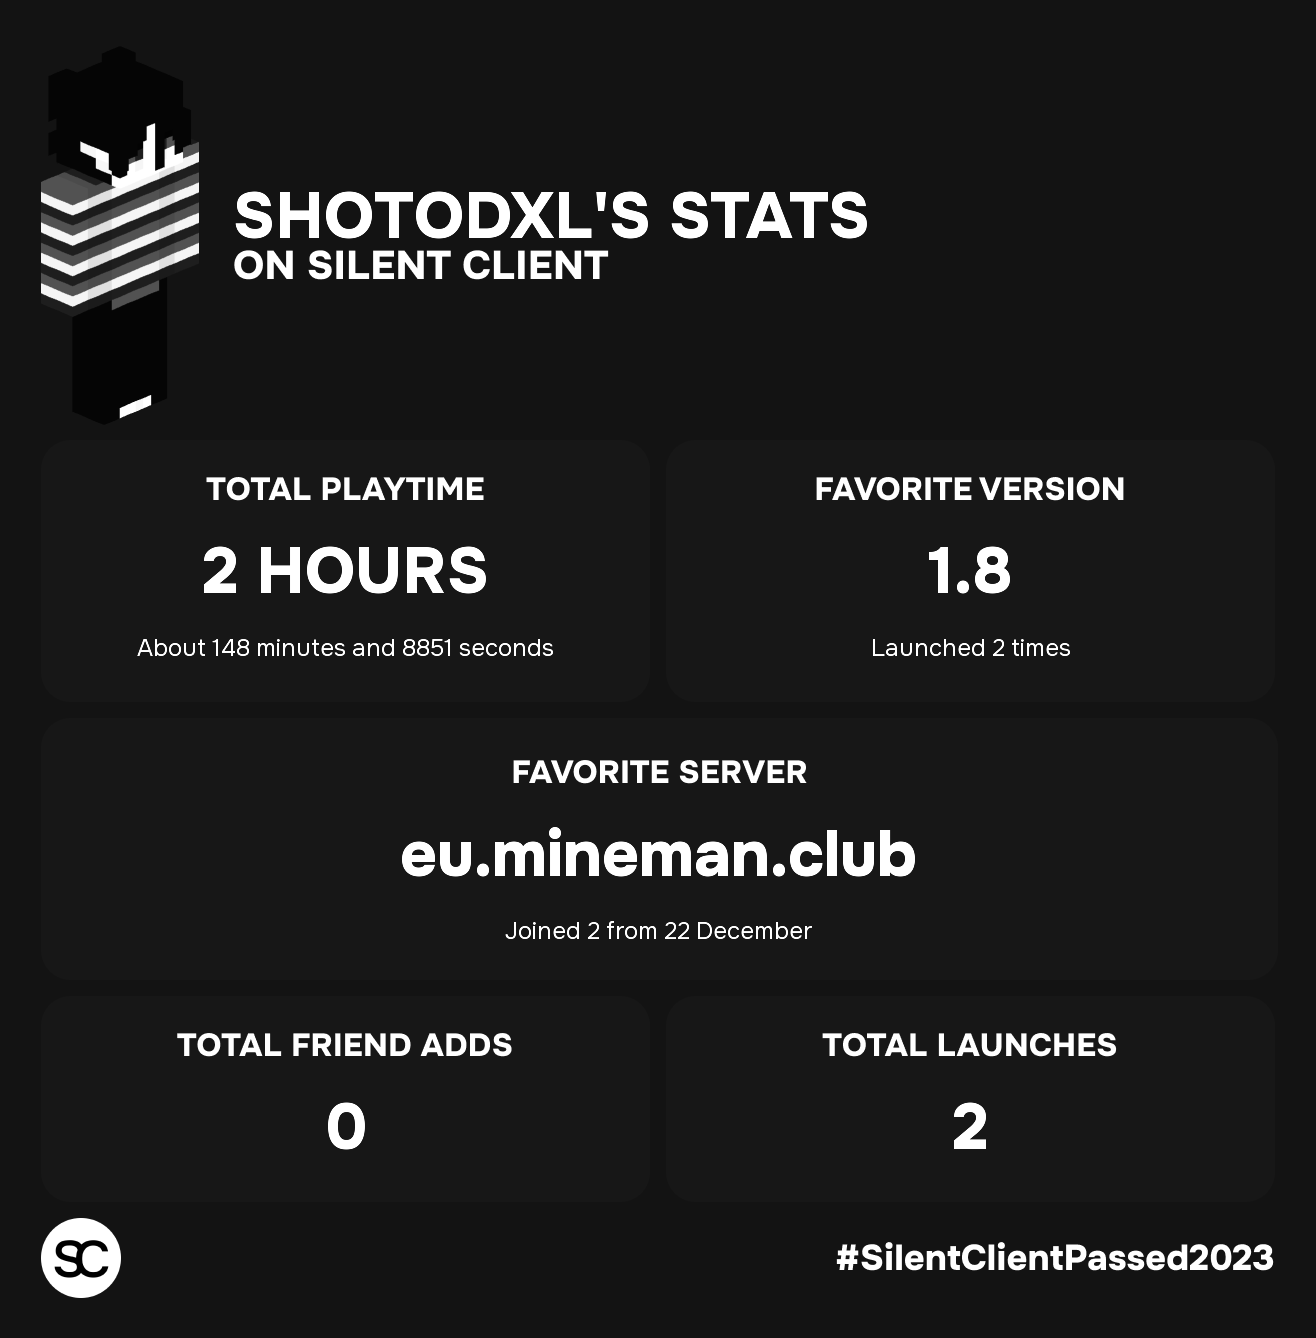 SHOTODXL'S STATS
ON SILENT CLIENT
TOTAL PLAYTIME
2 HOURS
About 148 minutes and 8851 seconds
FAVORITE VERSION
1.8
Launched 2 times
FAVORITE SERVER
eu.mineman.club
Joined 2 from 22 December
TOTAL FRIEND ADDS
0
TOTAL LAUNCHES
2
SC
#SilentClientPassed2023